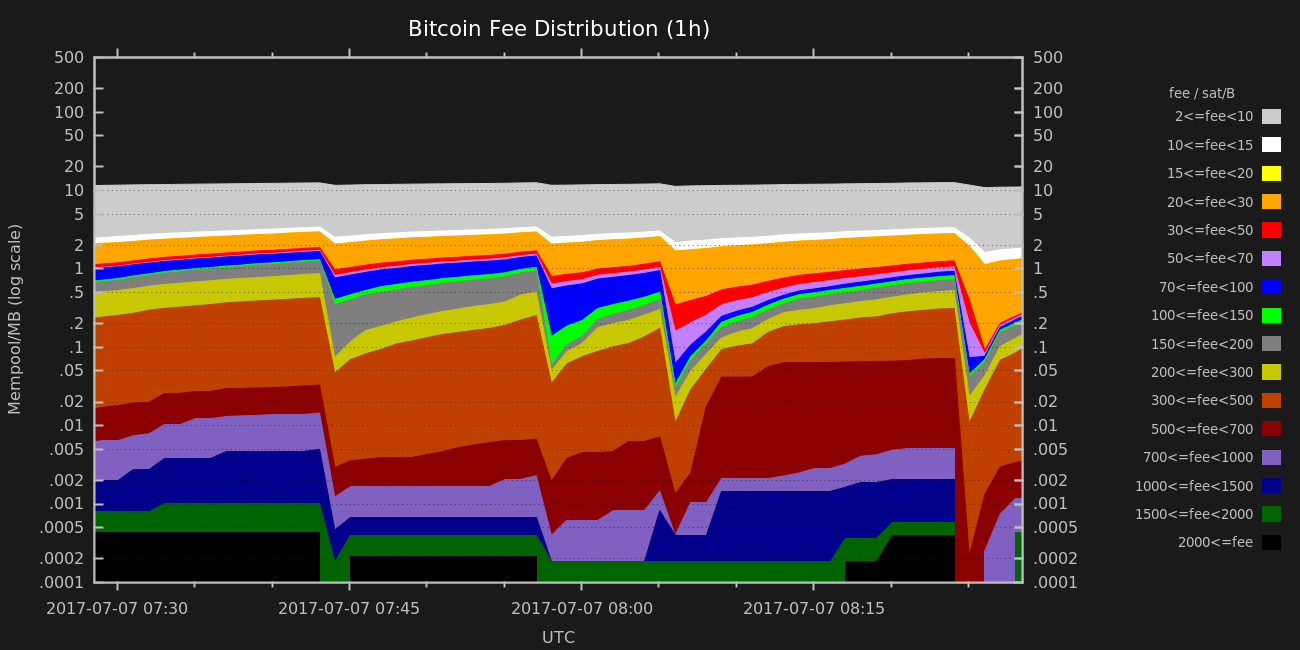 Bitcoin Fee Distribution (1h)
500
200
100
50
20
10
5
2
1
.5
.2
.1
.05
.02
.01
.005
.002
.001
.0005
.0002
.0001
Mempool/MB (log scale)
500
200
100
50
20
10
5
2
1
.5
.2
.1
.05
.02
.01
.005
.002
.001
.0005
.0002
.0001
2017-07-07 07:30 2017-07-07 07:45 2017-07-07 08:00 2017-07-07 08:15
UTC
fee / sat/B
2<=fee<10
10<=fee<15
15<=fee<20
20<=fee<30
30<=fee<50
50<=fee<70
70<=fee<100
100<=fee<150
150<=fee<200
200<=fee<300
300<=fee<500
500<=fee<700
700<=fee<1000
1000<=fee<1500
1500<=fee<2000
2000<=fee